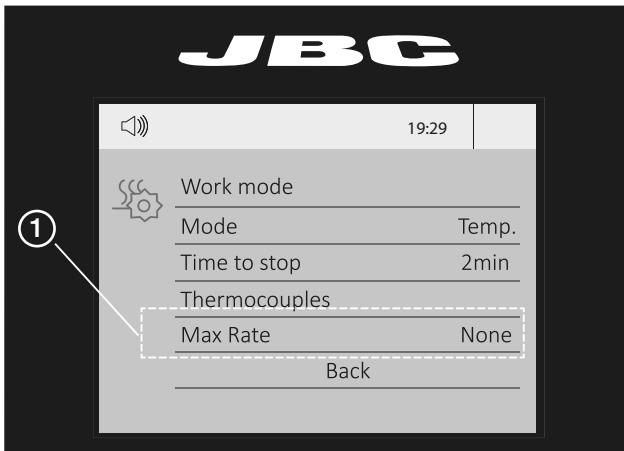 JBC
19:29
Work mode
Mode Temp.
Time to stop 2min
Thermocouples
1
Max Rate None
Back